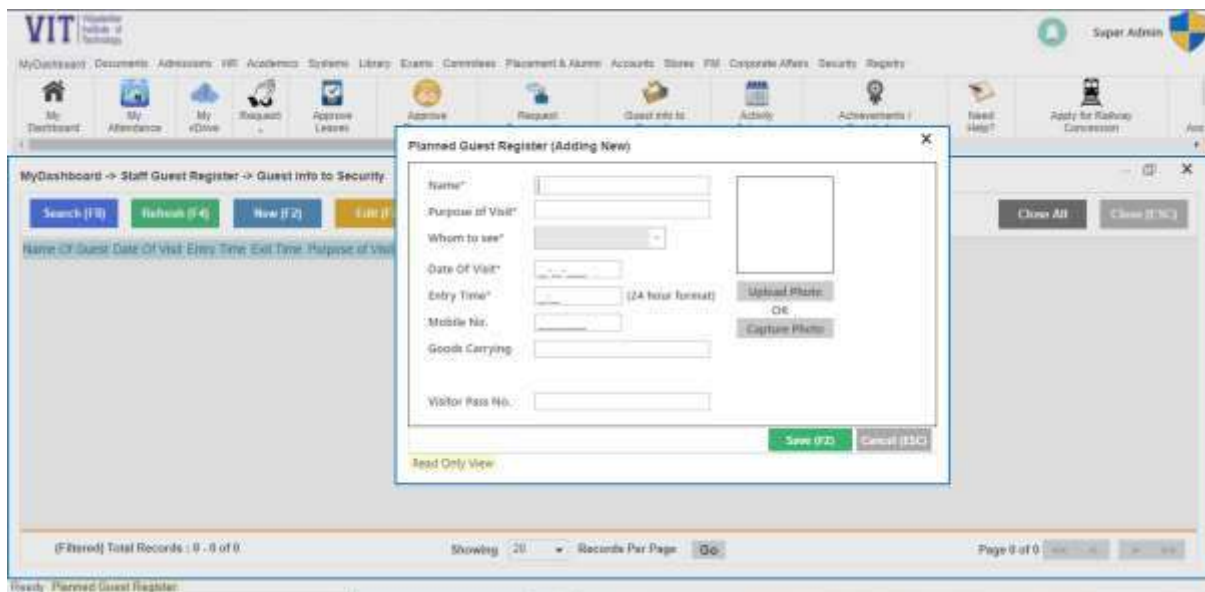 VIT Vidyalankar Institute of Technology
Super Admin
MyDashboard Documents Admissions HR Academics Systems Library Exams Commitees Placement & Alumni Accounts Stores FM Corporate Affairs Security Registry
My Dashboard
My Attendance
My eDrive
Request
Approve Leaves
Approve
Request
Guest info to
Activity
Achievements /
Need Help?
Apply for Railway Concession
MyDashboard -> Staff Guest Register -> Guest info to Security
Search (F9) Refresh (F4) New (F2)
Close All Close (ESC)
Name Of Guest Date Of Visit Entry Time Exit Time Purpose of Visit
Planned Guest Register (Adding New)
Name*
Purpose of Visit*
Whom to see*
Date Of Visit*
Entry Time* (24 hour format)
Mobile No.
Goods Carrying
Visitor Pass No.
Upload Photo
OR
Capture Photo
Save (F2) Cancel (ESC)
Read Only View
(Filtered) Total Records : 0 - 0 of 0
Showing 20 Records Per Page Go
Page 0 of 0 << < > >>
Ready Planned Guest Register